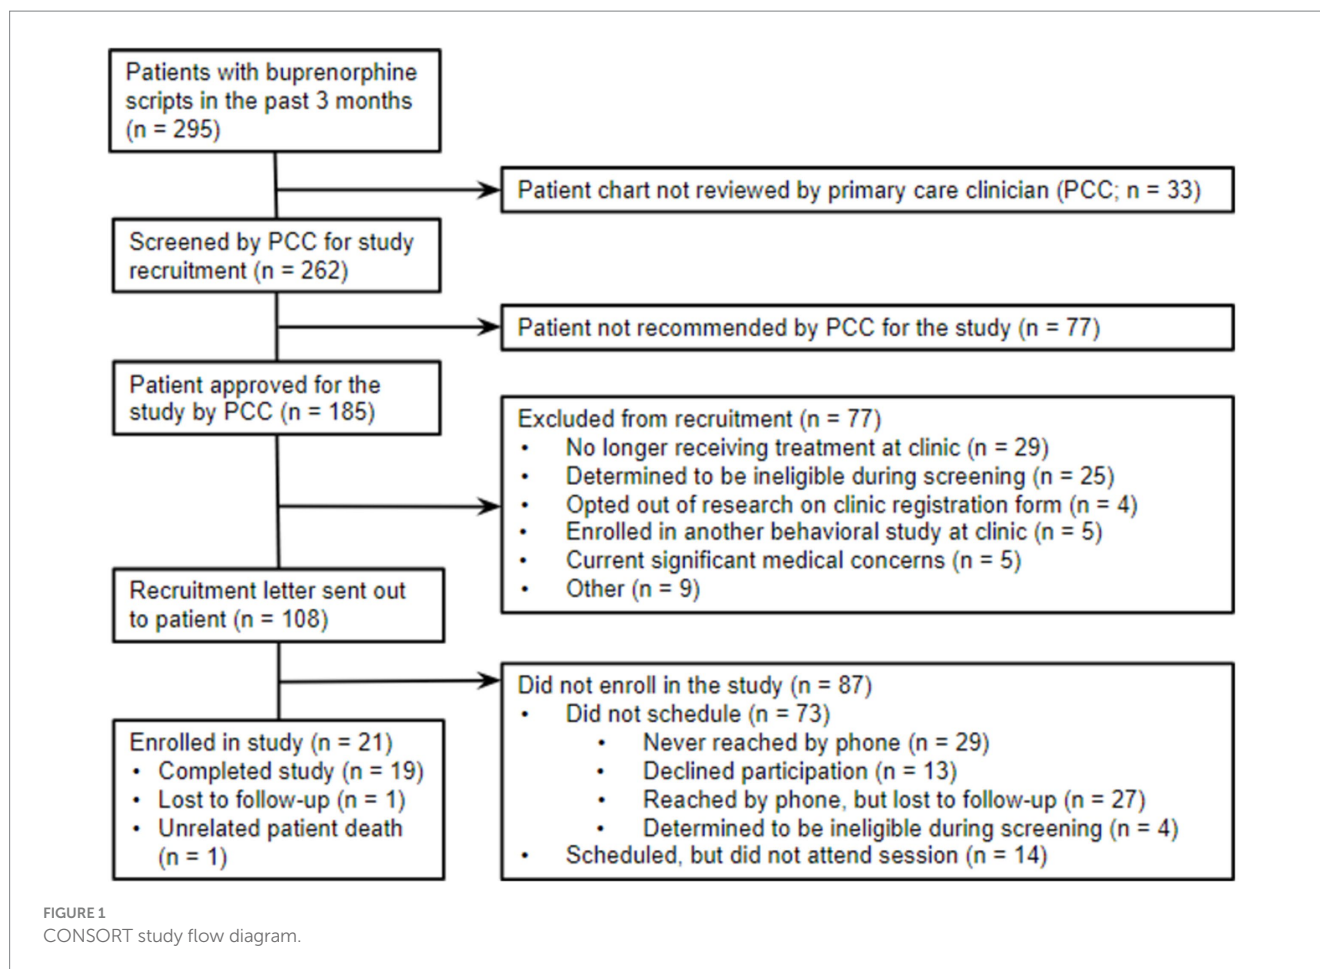 Patients with buprenorphine
scripts in the past 3 months
(n = 295)
Patient chart not reviewed by primary care clinician (PCC; n = 33)
Screened by PCC for study
recruitment (n = 262)
Patient not recommended by PCC for the study (n = 77)
Patient approved for the
study by PCC (n = 185)
Excluded from recruitment (n = 77)
• No longer receiving treatment at clinic (n = 29)
• Determined to be ineligible during screening (n = 25)
• Opted out of research on clinic registration form (n = 4)
• Enrolled in another behavioral study at clinic (n = 5)
• Current significant medical concerns (n = 5)
• Other (n = 9)
Recruitment letter sent out
to patient (n = 108)
Did not enroll in the study (n = 87)
• Did not schedule (n = 73)
• Never reached by phone (n = 29)
• Declined participation (n = 13)
• Reached by phone, but lost to follow-up (n = 27)
• Determined to be ineligible during screening (n = 4)
• Scheduled, but did not attend session (n = 14)
Enrolled in study (n = 21)
• Completed study (n = 19)
• Lost to follow-up (n = 1)
• Unrelated patient death
(n = 1)
FIGURE 1
CONSORT study flow diagram.